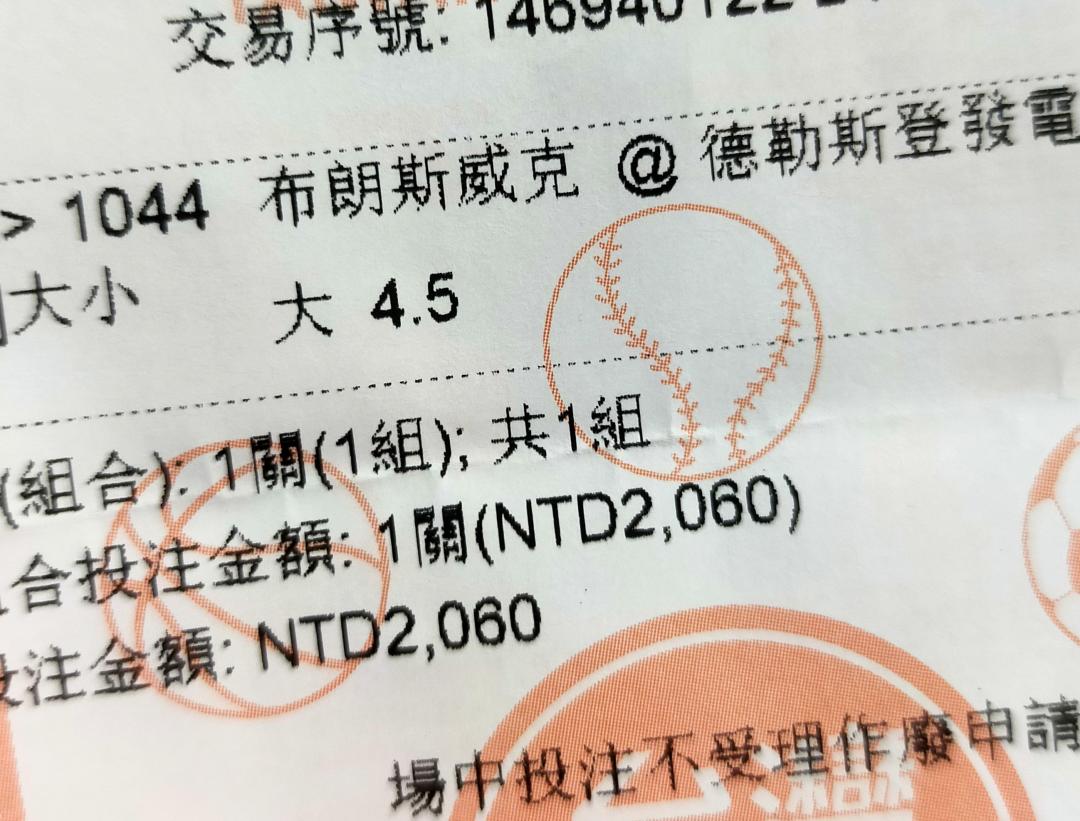 交易序號: 146940122
> 1044 布朗斯威克 @ 德勒斯登發電
大小 大 4.5
(組合): 1關(1組); 共1組
合投注金額: 1關(NTD2,060)
投注金額: NTD2,060
場中投注不受理作廢申請